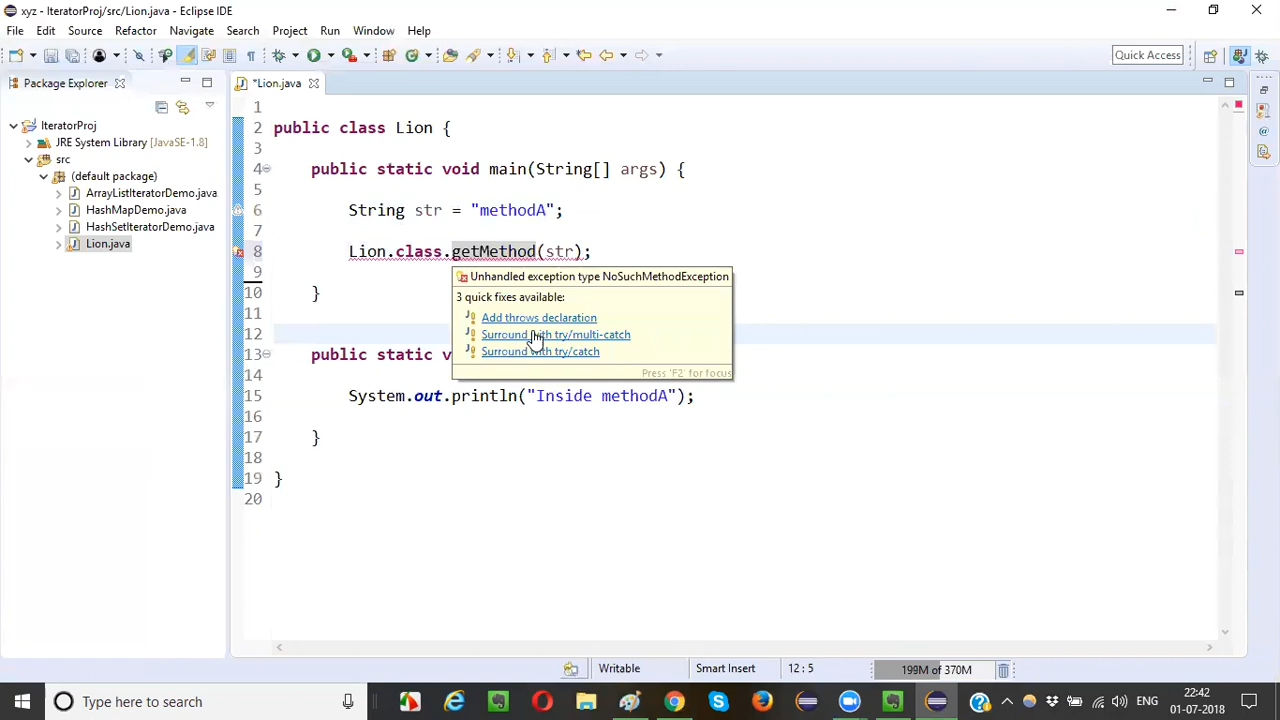 xyz - IteratorProj/src/Lion.java - Eclipse IDE
File Edit Source Refactor Navigate Search Project Run Window Help
Quick Access
Package Explorer
*Lion.java
IteratorProj
JRE System Library [JavaSE-1.8]
src
(default package)
ArrayListIteratorDemo.java
HashMapDemo.java
HashSetIteratorDemo.java
Lion.java
1
2 public class Lion {
3
4 public static void main(String[] args) {
5
6 String str = "methodA";
7
8 Lion.class.getMethod(str);
9
10 }
11
12
13 public static v
14
15 System.out.println("Inside methodA");
16
17 }
18
19 }
20
Unhandled exception type NoSuchMethodException
3 quick fixes available:
Add throws declaration
Surround with try/multi-catch
Surround with try/catch
Press 'F2' for focus
Writable Smart Insert 12 : 5 199M of 370M
Type here to search
ENG
22:42
01-07-2018